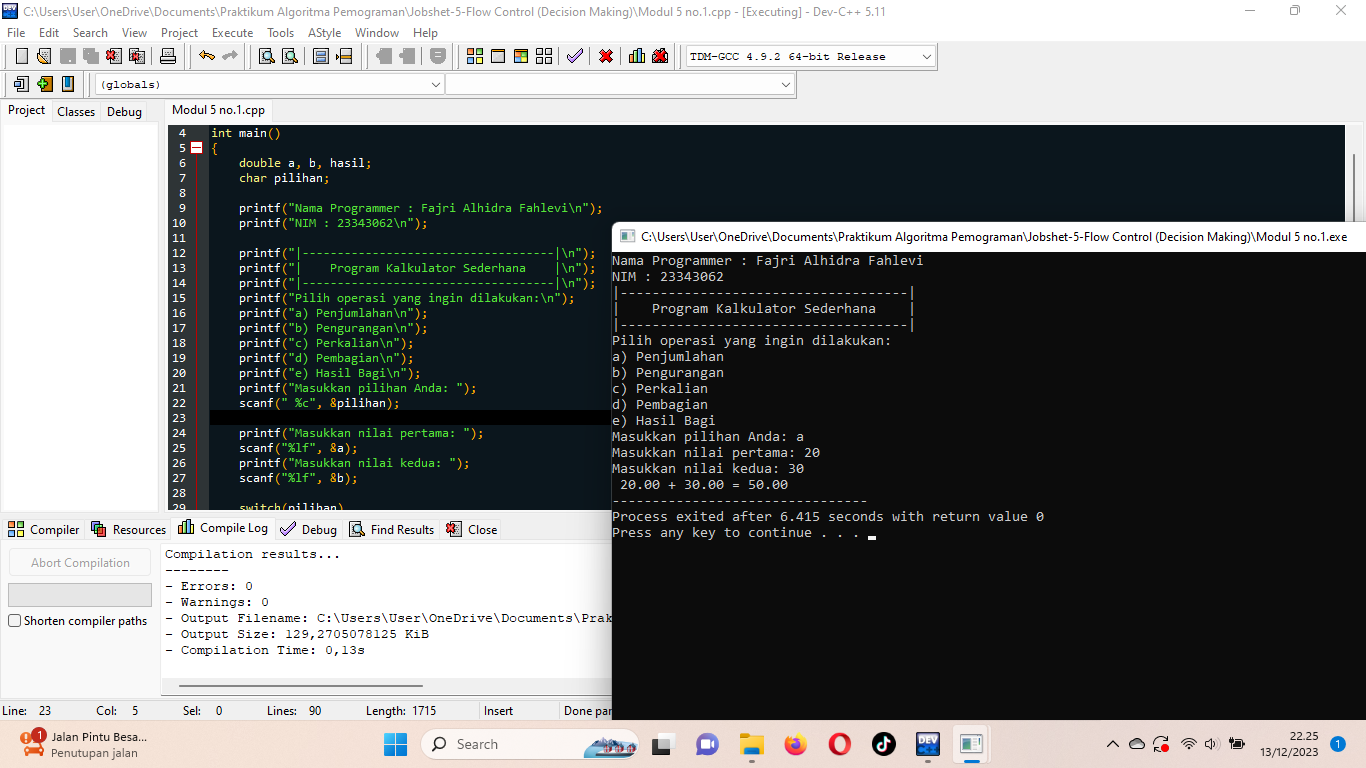 C:\Users\User\OneDrive\Documents\Praktikum Algoritma Pemograman\Jobshet-5-Flow Control (Decision Making)\Modul 5 no.1.cpp - [Executing] - Dev-C++ 5.11
File Edit Search View Project Execute Tools AStyle Window Help
TDM-GCC 4.9.2 64-bit Release
(globals)
Project Classes Debug
Modul 5 no.1.cpp
4 int main()
5 {
6 double a, b, hasil;
7 char pilihan;
8
9 printf("Nama Programmer : Fajri Alhidra Fahlevi\n");
10 printf("NIM : 23343062\n");
11
12 printf("|------------------------------------|\n");
13 printf("|    Program Kalkulator Sederhana    |\n");
14 printf("|------------------------------------|\n");
15 printf("Pilih operasi yang ingin dilakukan:\n");
16 printf("a) Penjumlahan\n");
17 printf("b) Pengurangan\n");
18 printf("c) Perkalian\n");
19 printf("d) Pembagian\n");
20 printf("e) Hasil Bagi\n");
21 printf("Masukkan pilihan Anda: ");
22 scanf(" %c", &pilihan);
23
24 printf("Masukkan nilai pertama: ");
25 scanf("%lf", &a);
26 printf("Masukkan nilai kedua: ");
27 scanf("%lf", &b);
28
29 switch(pilihan)
C:\Users\User\OneDrive\Documents\Praktikum Algoritma Pemograman\Jobshet-5-Flow Control (Decision Making)\Modul 5 no.1.exe
Nama Programmer : Fajri Alhidra Fahlevi
NIM : 23343062
|------------------------------------|
|    Program Kalkulator Sederhana    |
|------------------------------------|
Pilih operasi yang ingin dilakukan:
a) Penjumlahan
b) Pengurangan
c) Perkalian
d) Pembagian
e) Hasil Bagi
Masukkan pilihan Anda: a
Masukkan nilai pertama: 20
Masukkan nilai kedua: 30
20.00 + 30.00 = 50.00
--------------------------------
Process exited after 6.415 seconds with return value 0
Press any key to continue . . .
Compiler Resources Compile Log Debug Find Results Close
Abort Compilation
Shorten compiler paths
Compilation results...
--------
- Errors: 0
- Warnings: 0
- Output Filename: C:\Users\User\OneDrive\Documents\Prak
- Output Size: 129,2705078125 KiB
- Compilation Time: 0,13s
Line: 23 Col: 5 Sel: 0 Lines: 90 Length: 1715 Insert Done par
1
Jalan Pintu Besa...
Penutupan jalan
Search
DEV
22.25
13/12/2023
1